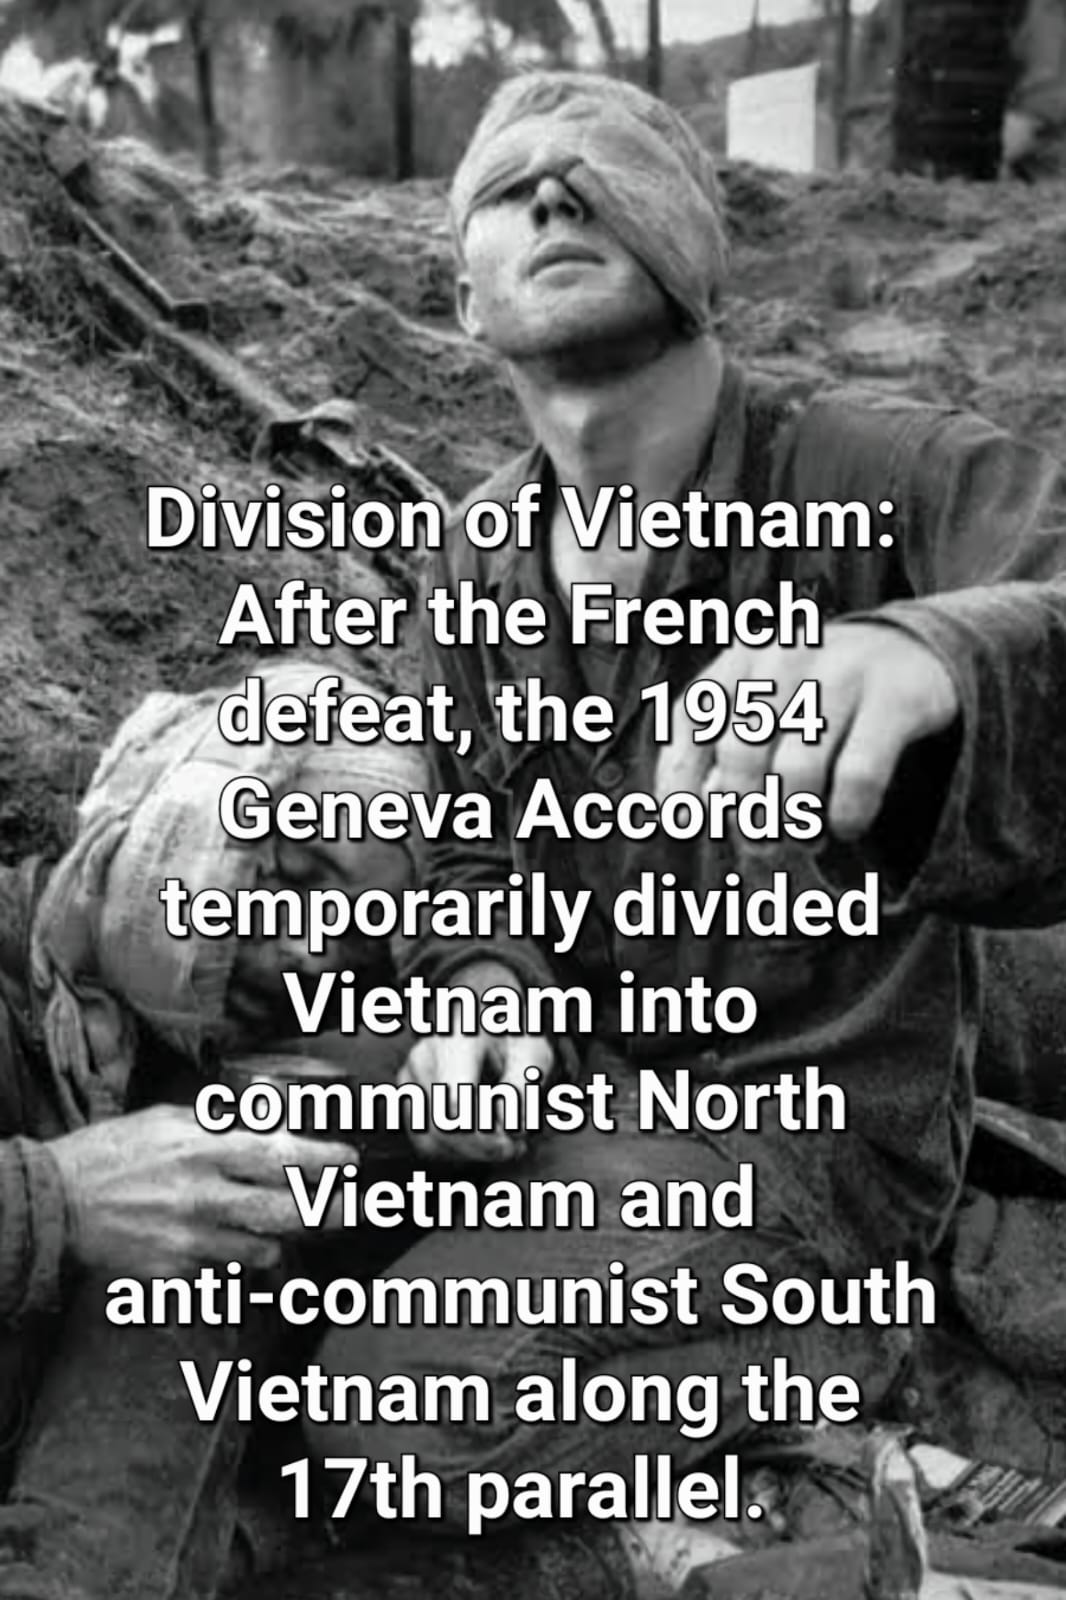 Division of Vietnam:
After the French
defeat, the 1954
Geneva Accords
temporarily divided
Vietnam into
communist North
Vietnam and
anti-communist South
Vietnam along the
17th parallel.